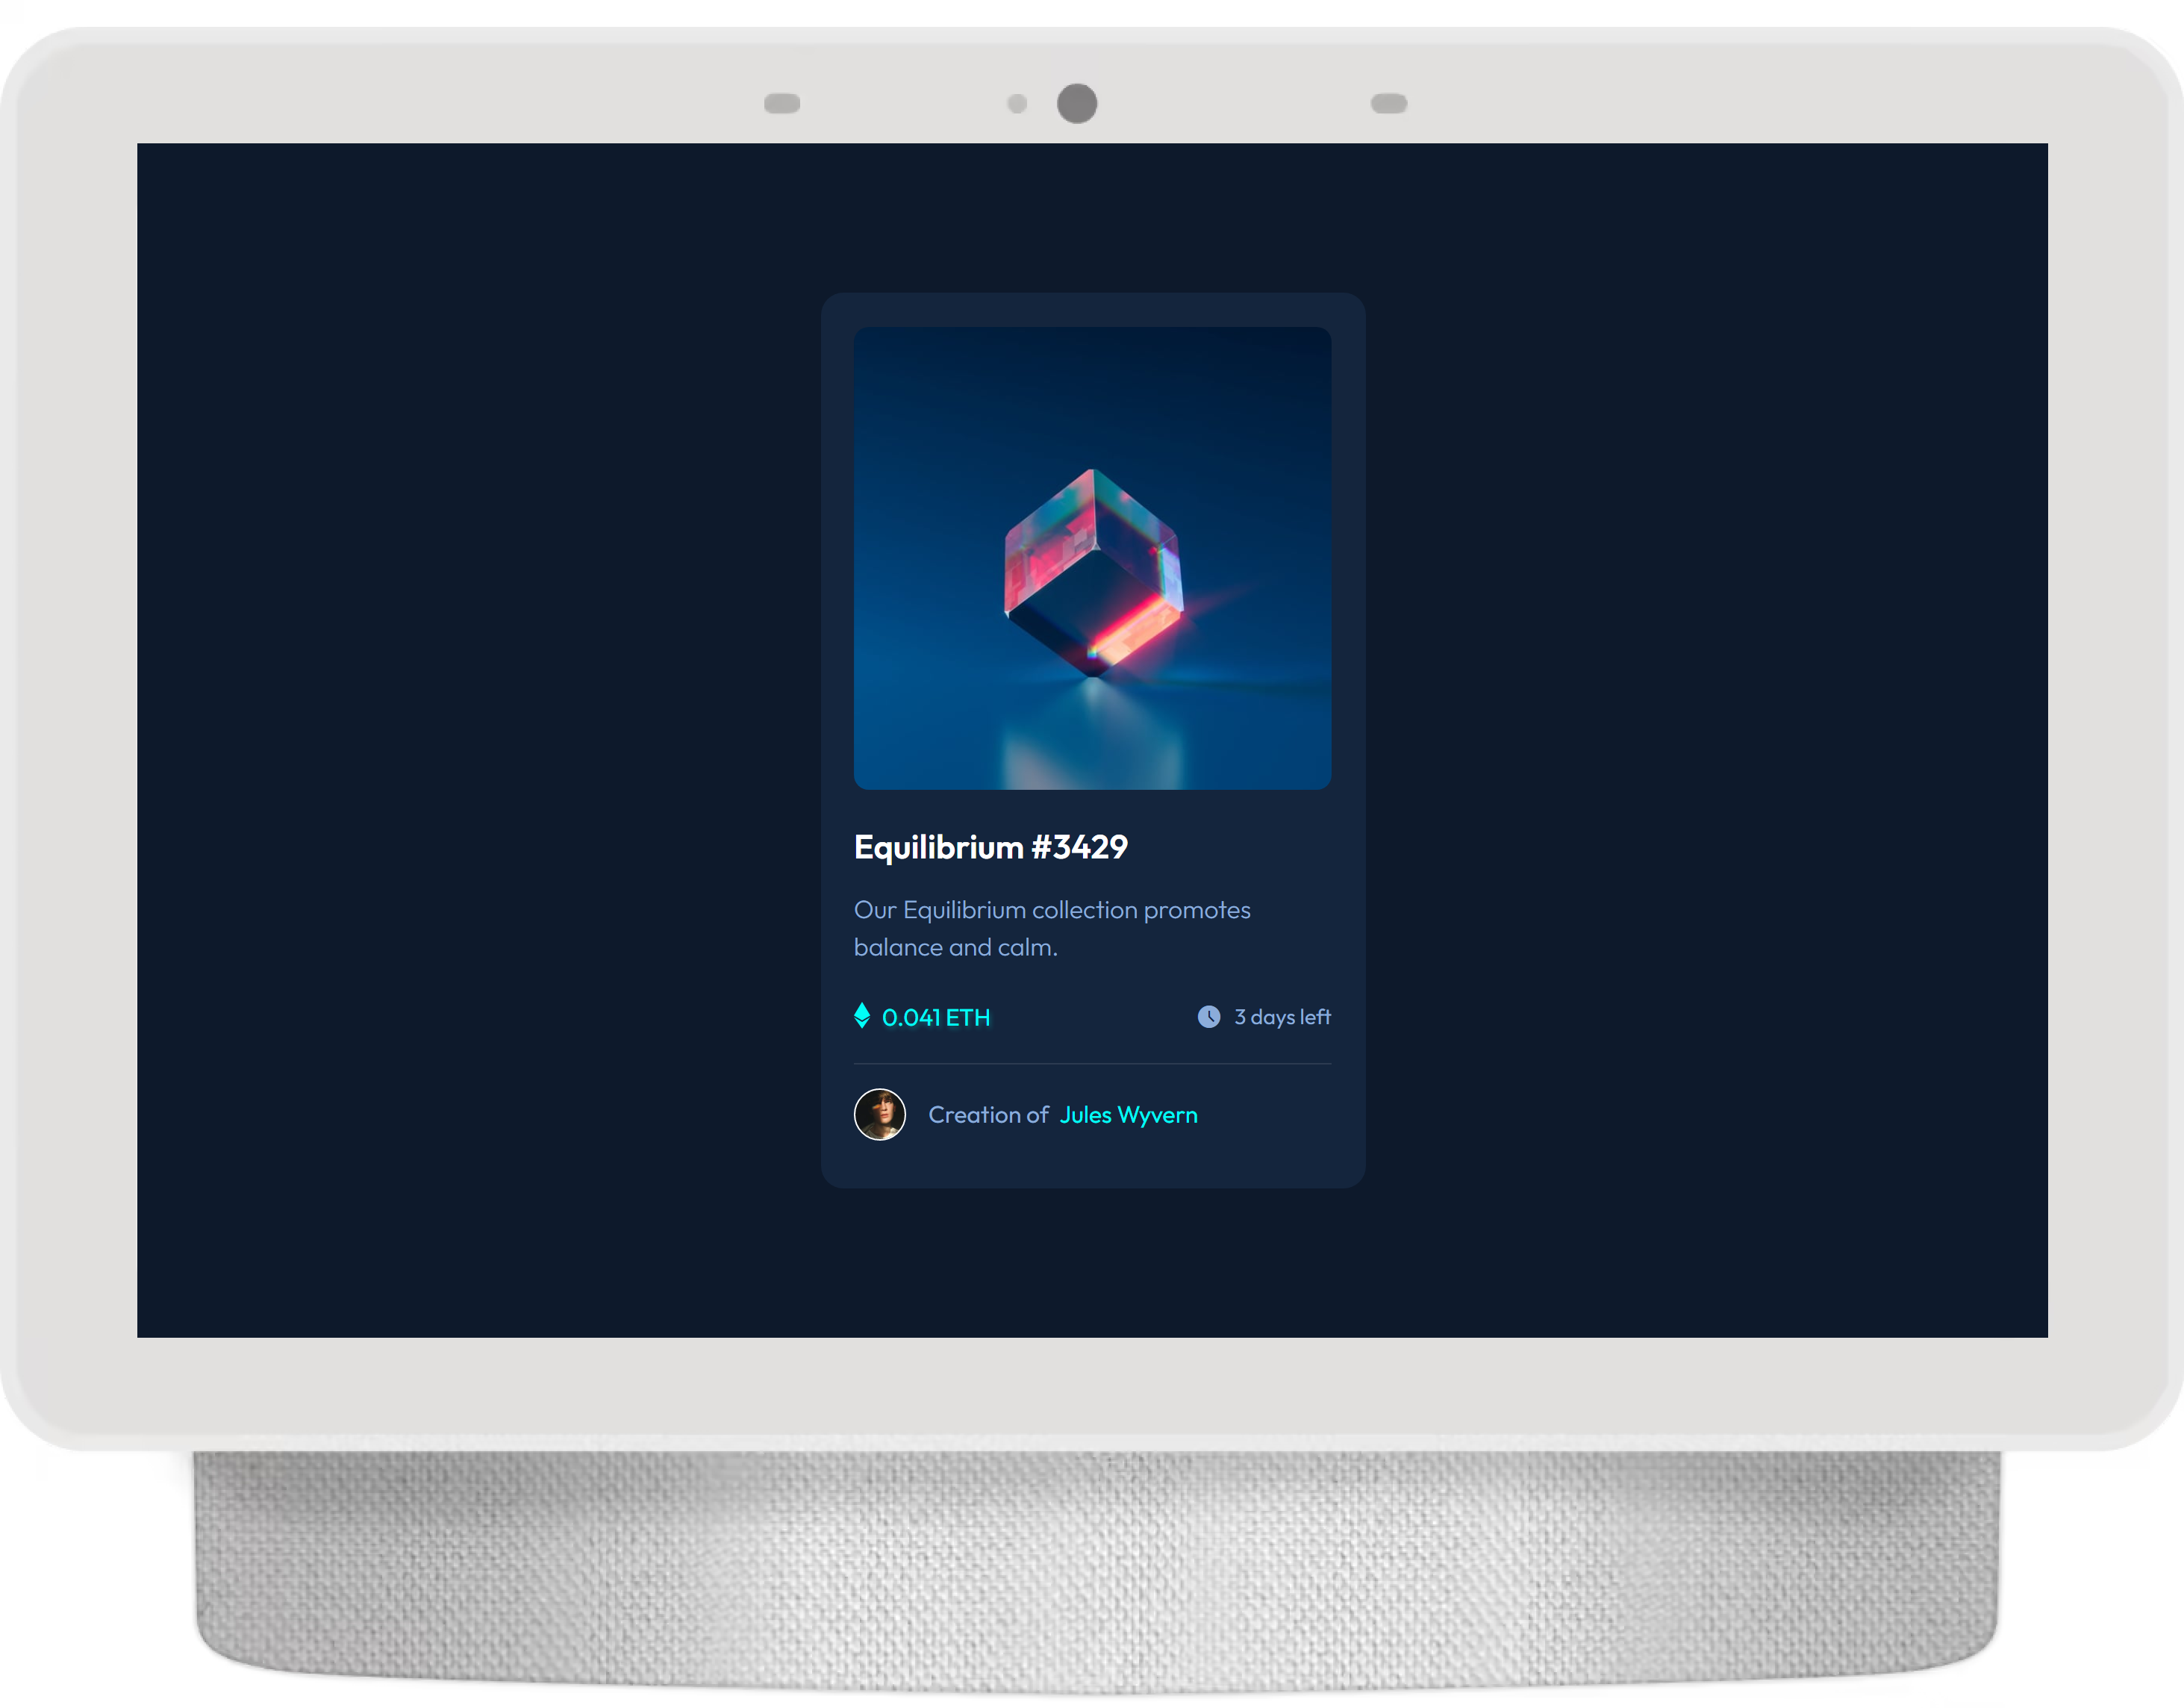 Equilibrium #3429
Our Equilibrium collection promotes
balance and calm.
0.041 ETH
3 days left
Creation of Jules Wyvern